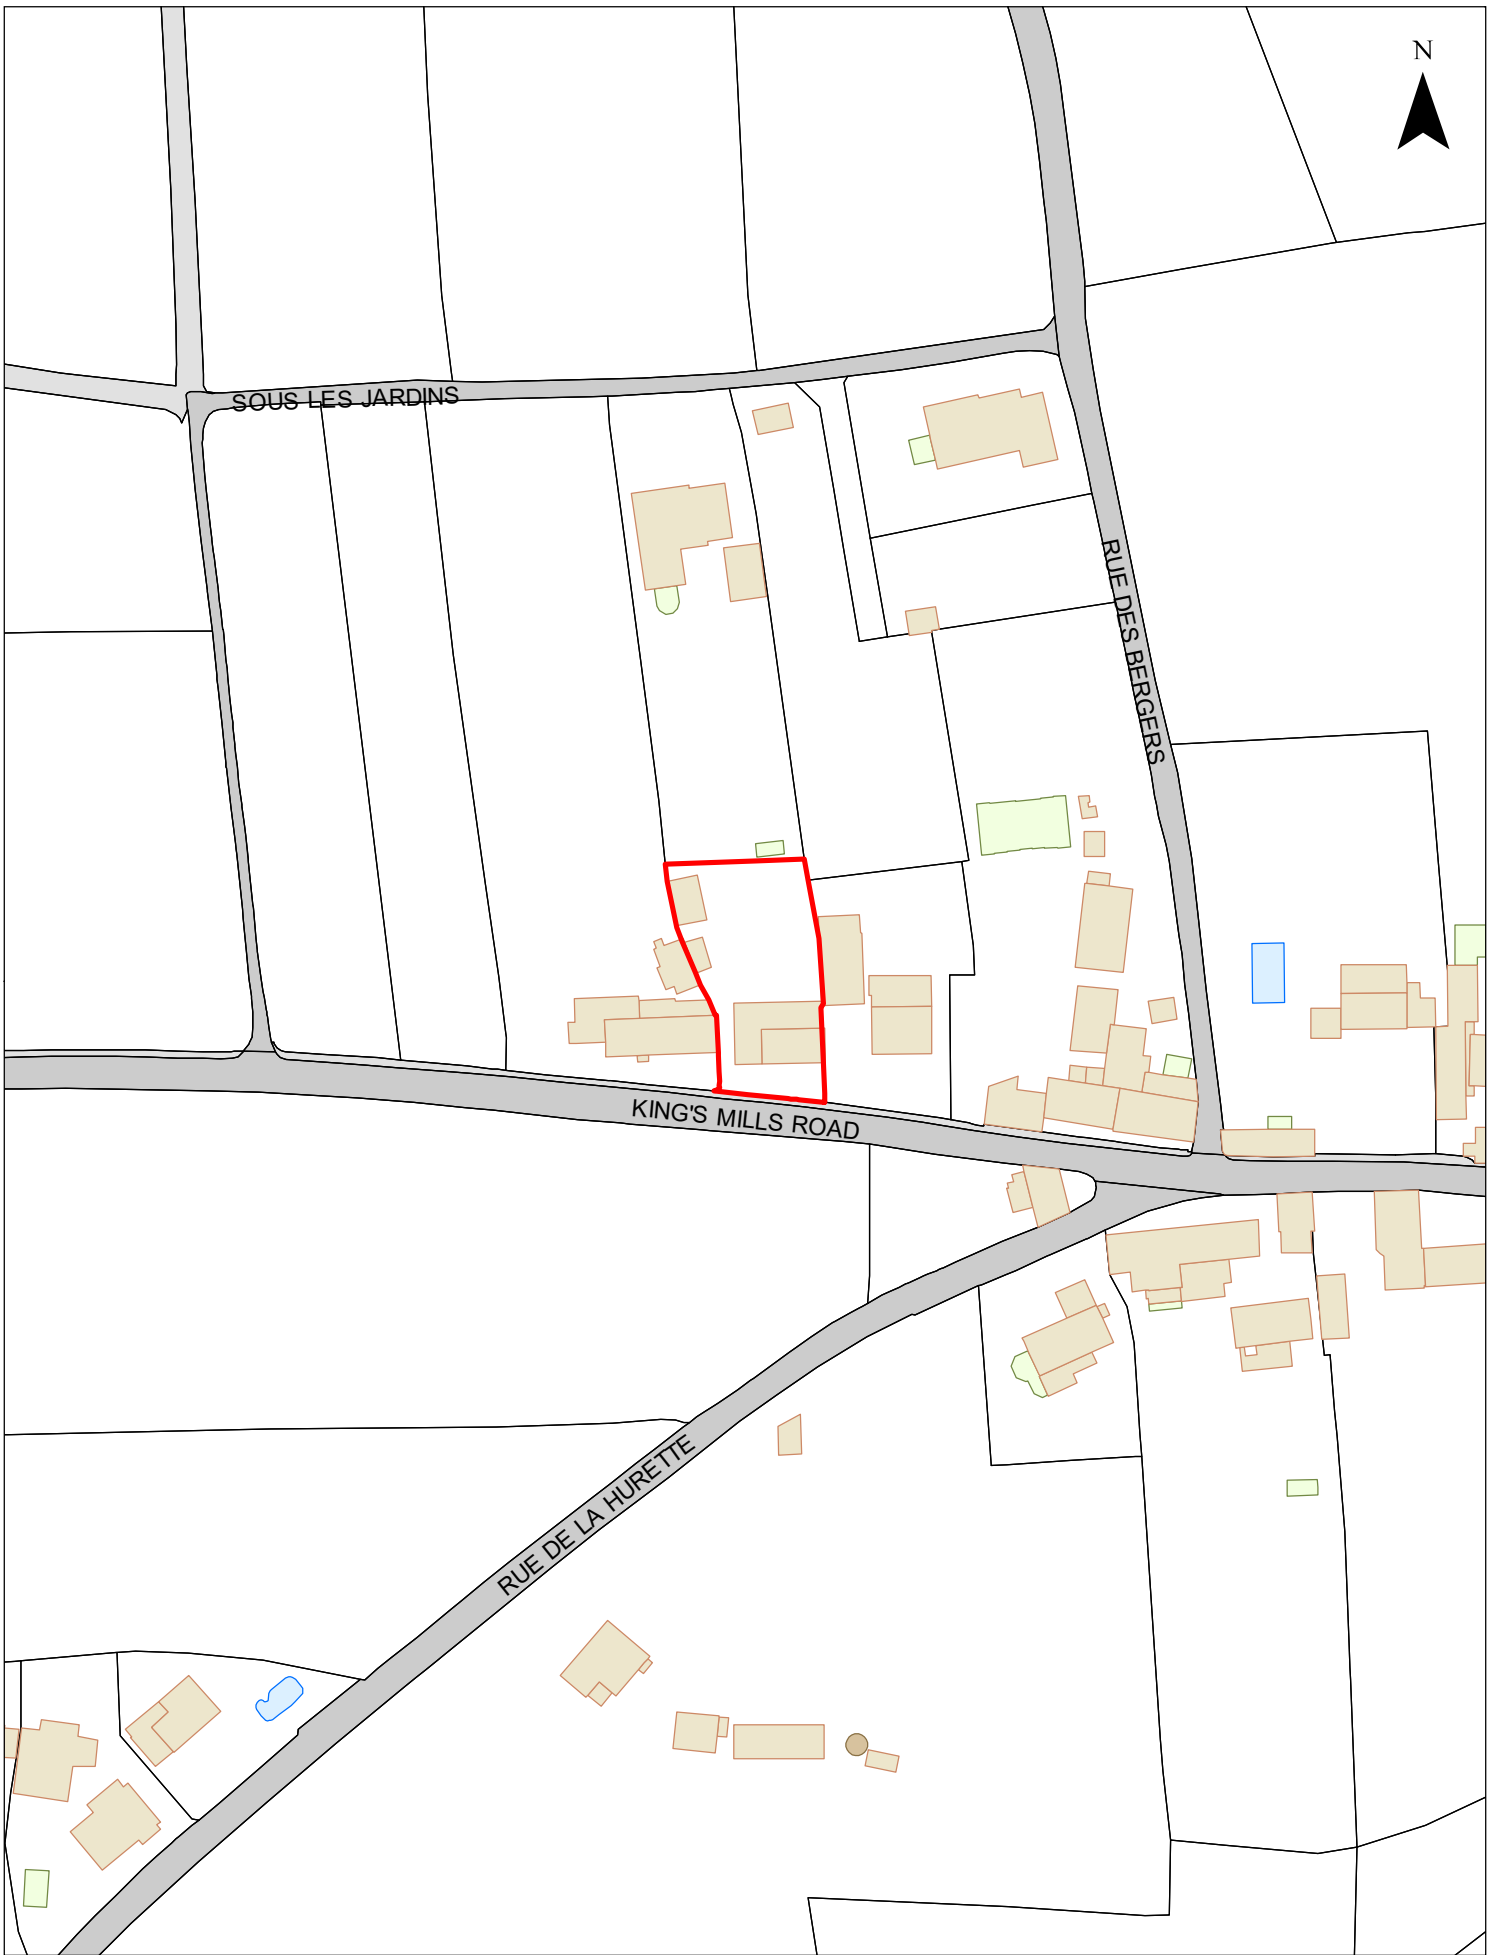 N
SOUS LES JARDINS
RUE DES BERGERS
KING'S MILLS ROAD
RUE DE LA HURETTE